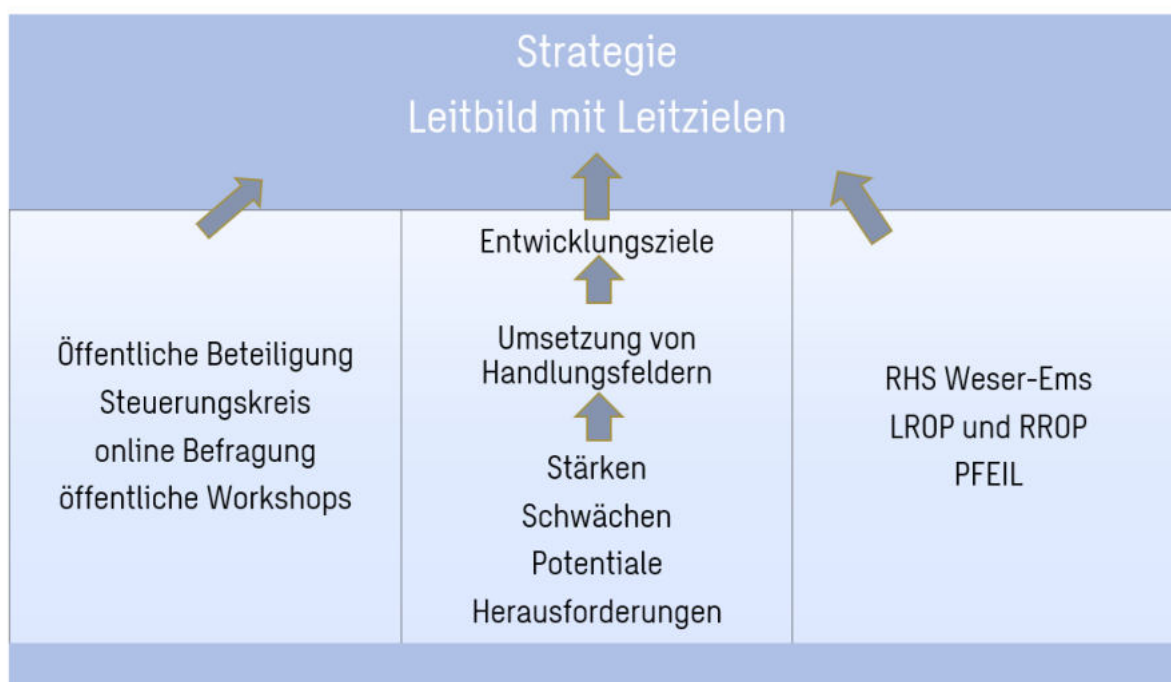 Strategie
Leitbild mit Leitzielen
Öffentliche Beteiligung
Steuerungskreis
online Befragung
öffentliche Workshops
Entwicklungsziele
Umsetzung von
Handlungsfeldern
Stärken
Schwächen
Potentiale
Herausforderungen
RHS Weser-Ems
LROP und RROP
PFEIL